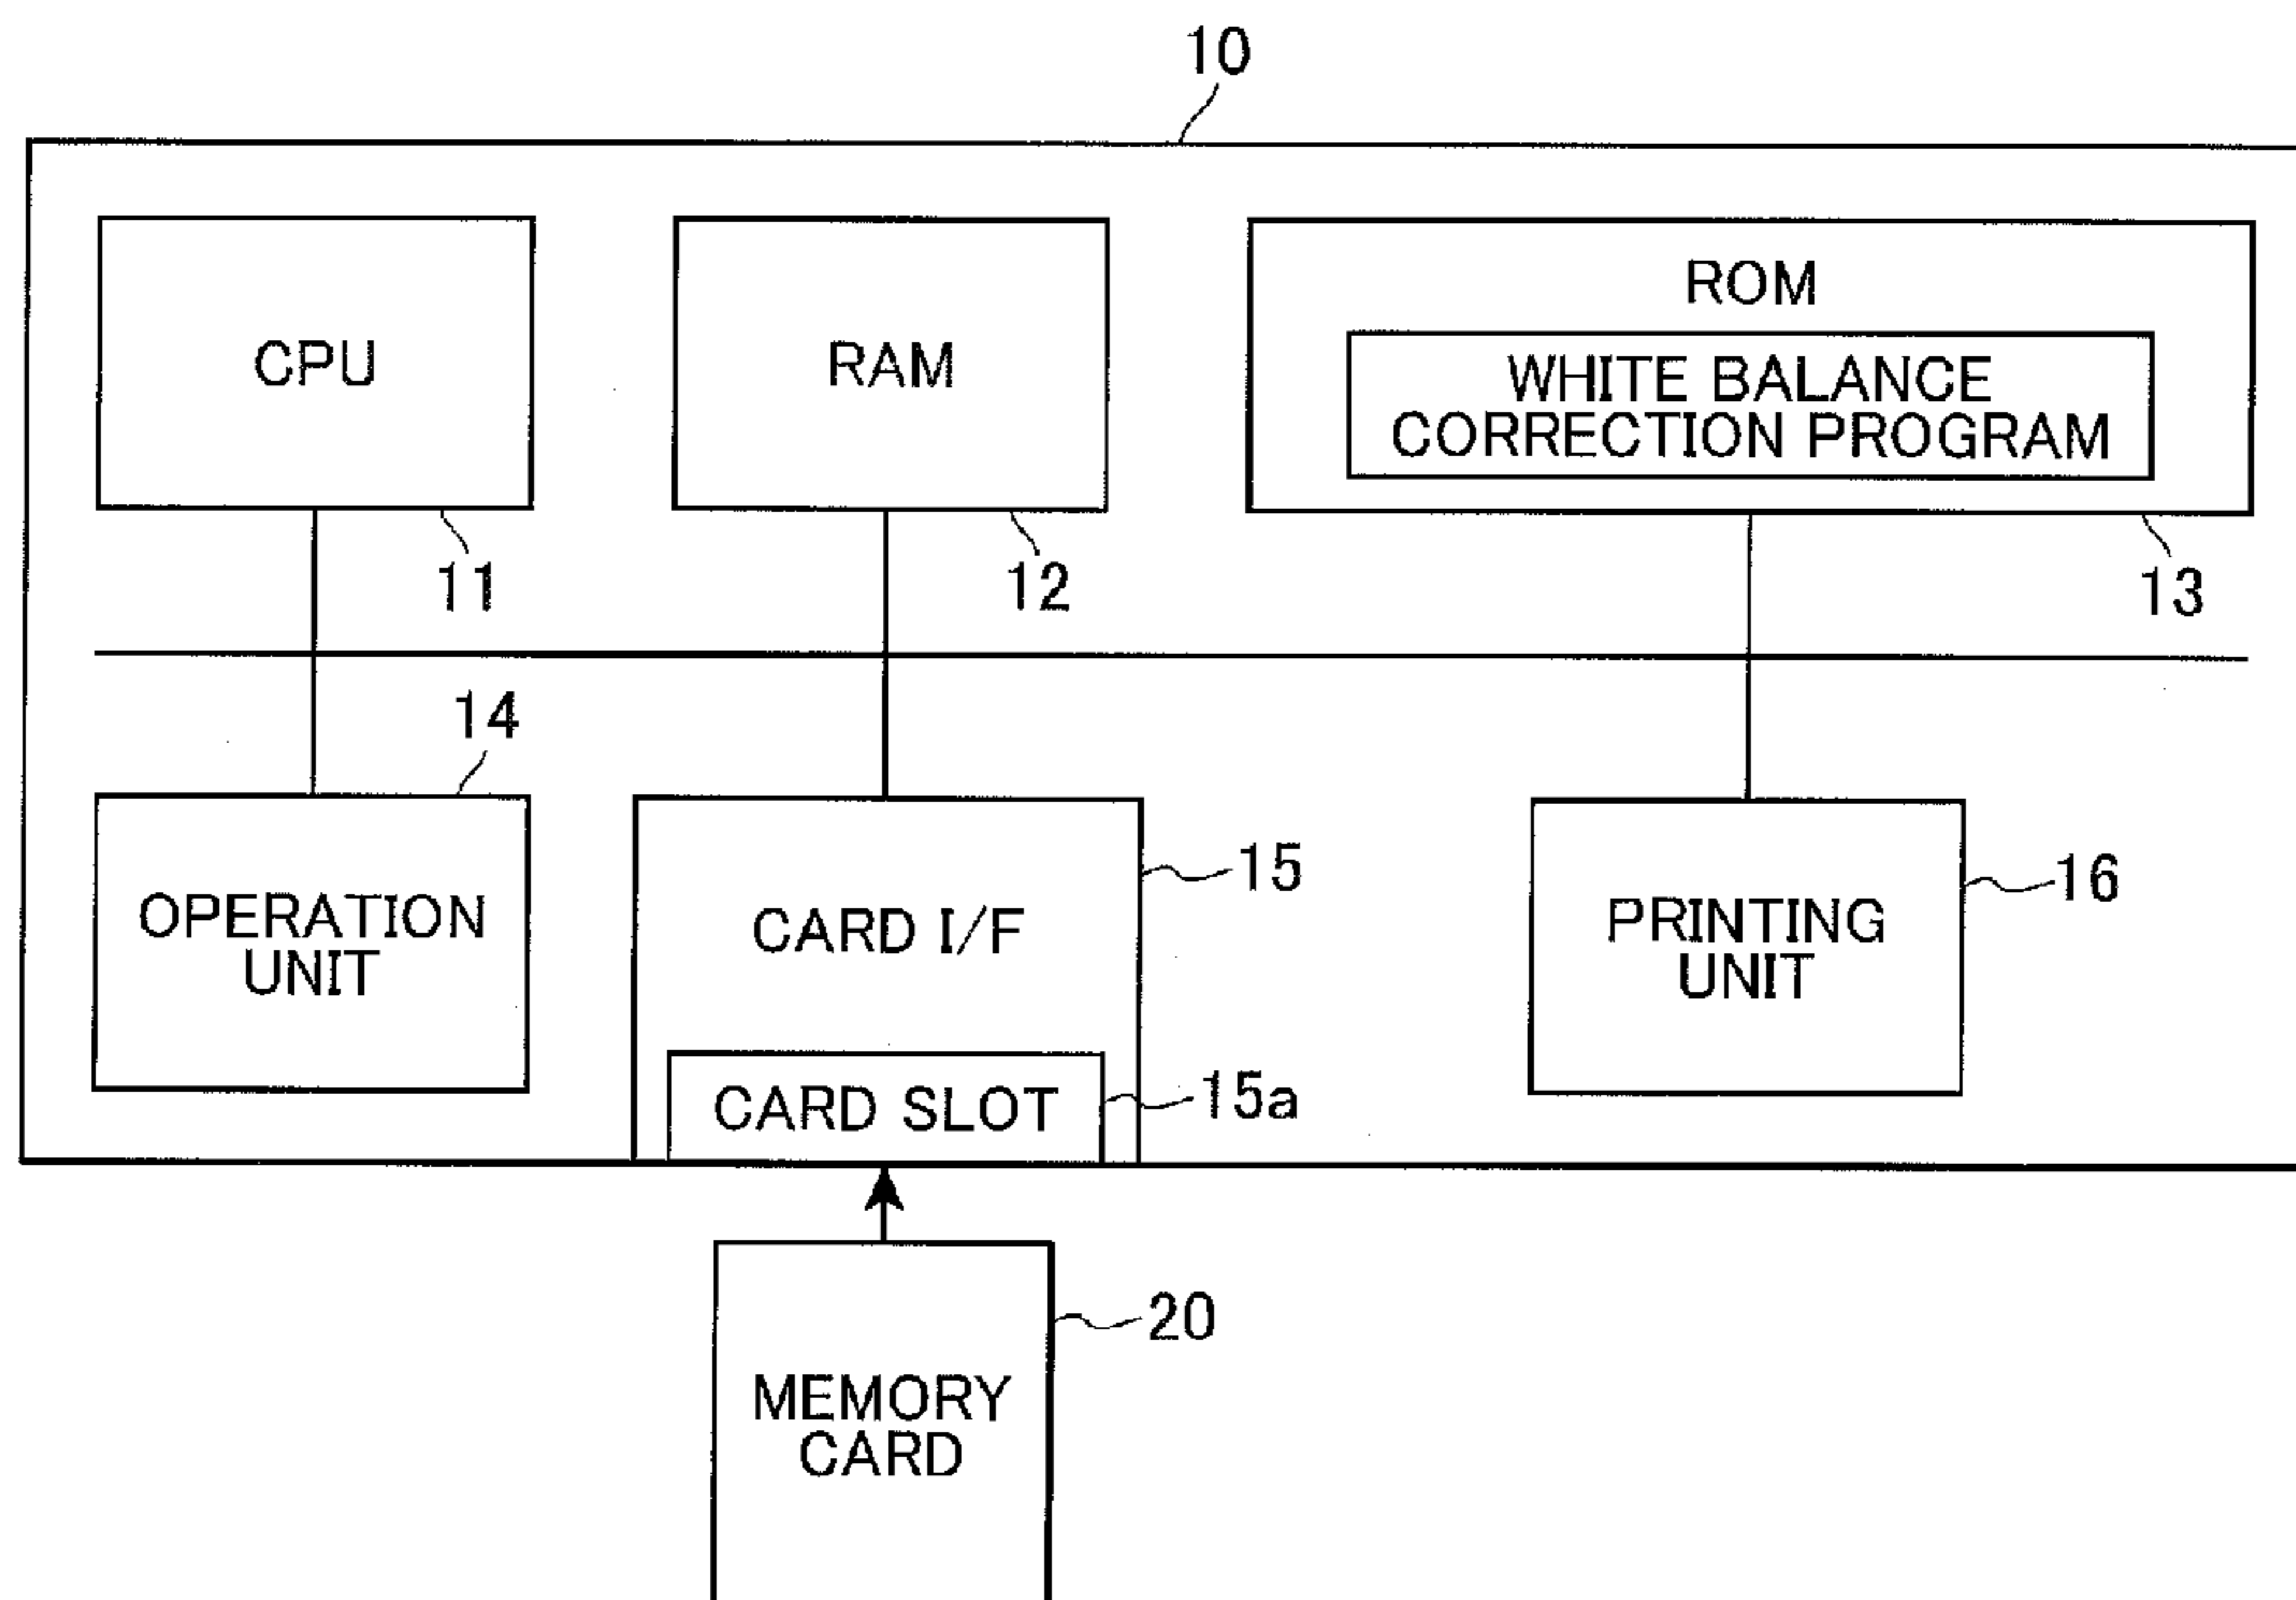 10
CPU
RAM
ROM
WHITE BALANCE
CORRECTION PROGRAM
11
12
13
14
OPERATION
UNIT
CARD I/F
15
CARD SLOT
15a
PRINTING
UNIT
16
20
MEMORY
CARD